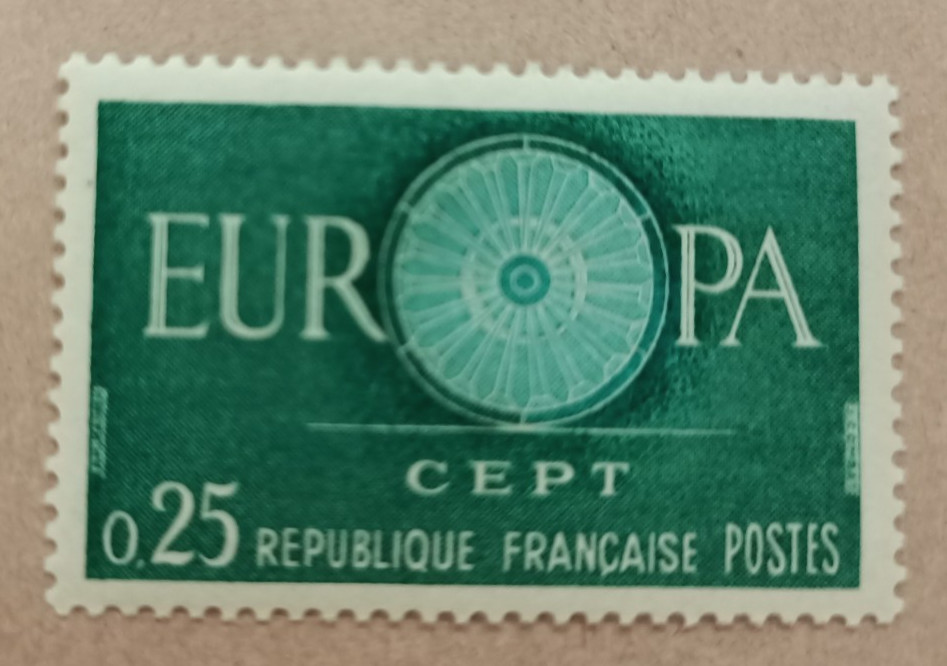 EUROPA
CEPT
0.25 REPUBLIQUE FRANÇAISE POSTES